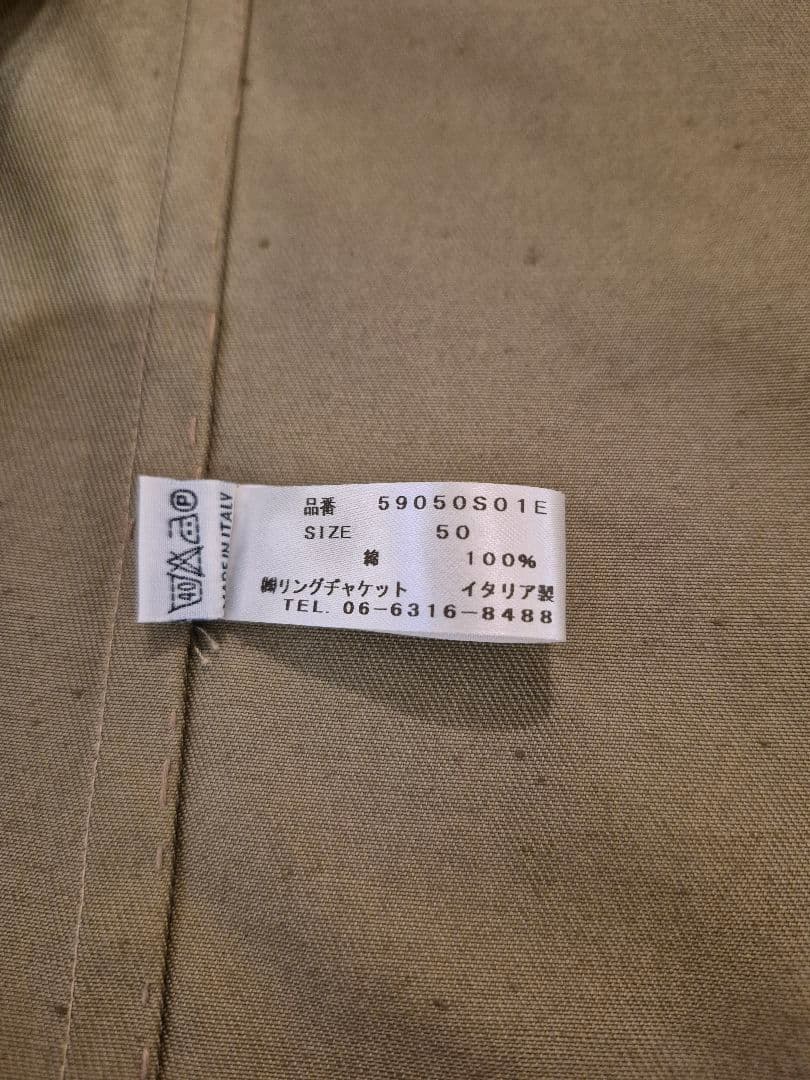 品番 59050S01E
SIZE 50
綿 100%
㈱リングヂャケット イタリア製
TEL. 06-6316-8488
MADE IN ITALY
40
P